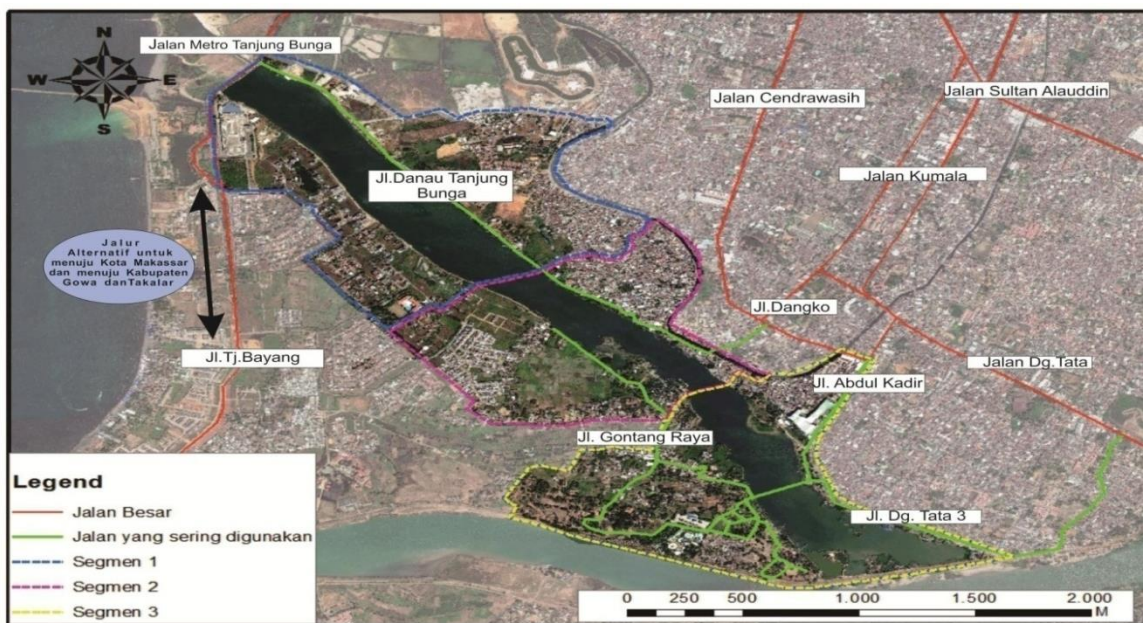 N
W E
S
Jalan Metro Tanjung Bunga
Jalan Cendrawasih
Jalan Sultan Alauddin
Jalan Kumala
Jl.Danau Tanjung
Bunga
Jalur
Alternatif untuk
menuju Kota Makassar
dan menuju Kabupaten
Gowa danTakalar
Jl.Dangko
Jl.Tj.Bayang
Jalan Dg.Tata
Jl. Abdul Kadir
Jl. Gontang Raya
Jl. Dg. Tata 3
Legend
Jalan Besar
Jalan yang sering digunakan
Segmen 1
Segmen 2
Segmen 3
0 250 500 1.000 1.500 2.000
M